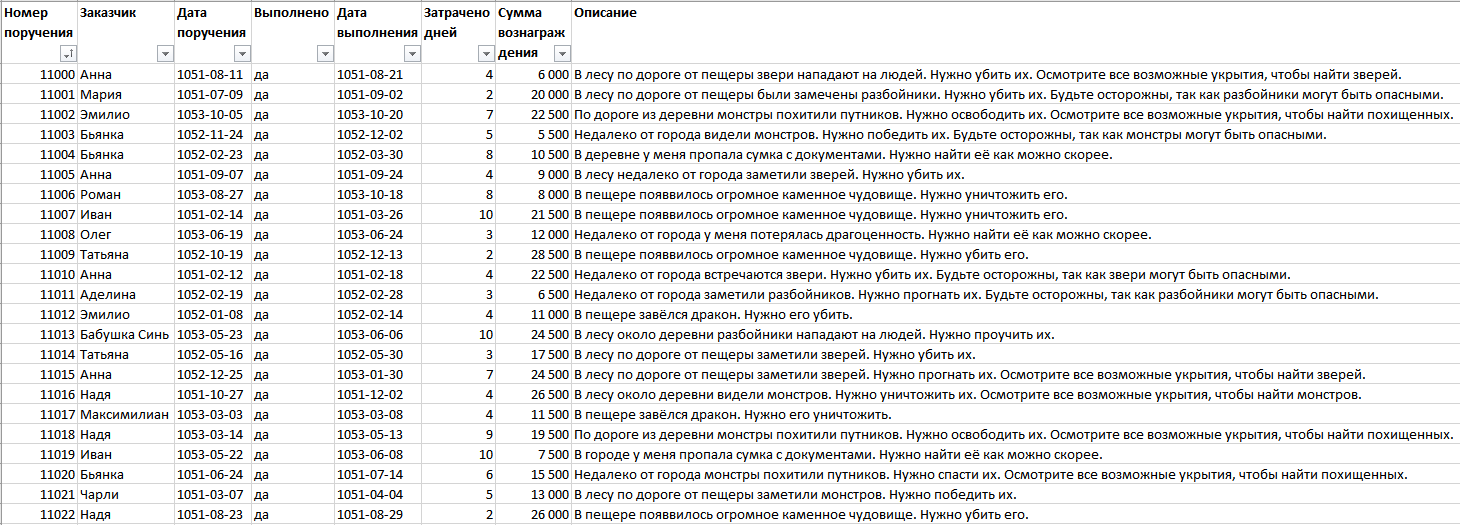 Номер поручения Заказчик Дата поручения Выполнено Дата выполнения Затрачено дней Сумма вознаграждения Описание
11000 Анна 1051-08-11 да 1051-08-21 4 6 000 В лесу по дороге от пещеры звери нападают на людей. Нужно убить их. Осмотрите все возможные укрытия, чтобы найти зверей.
11001 Мария 1051-07-09 да 1051-09-02 2 20 000 В лесу по дороге от пещеры были замечены разбойники. Нужно убить их. Будьте осторожны, так как разбойники могут быть опасными.
11002 Эмилио 1053-10-05 да 1053-10-20 7 22 500 По дороге из деревни монстры похитили путников. Нужно освободить их. Осмотрите все возможные укрытия, чтобы найти похищенных.
11003 Бьянка 1052-11-24 да 1052-12-02 5 5 500 Недалеко от города видели монстров. Нужно победить их. Будьте осторожны, так как монстры могут быть опасными.
11004 Бьянка 1052-02-23 да 1052-03-30 8 10 500 В деревне у меня пропала сумка с документами. Нужно найти её как можно скорее.
11005 Анна 1051-09-07 да 1051-09-24 4 9 000 В лесу недалеко от города заметили зверей. Нужно убить их.
11006 Роман 1053-08-27 да 1053-10-18 8 8 000 В пещере появвилось огромное каменное чудовище. Нужно уничтожить его.
11007 Иван 1051-02-14 да 1051-03-26 10 21 500 В пещере появвилось огромное каменное чудовище. Нужно уничтожить его.
11008 Олег 1053-06-19 да 1053-06-24 3 12 000 Недалеко от города у меня потерялась драгоценность. Нужно найти её как можно скорее.
11009 Татьяна 1052-10-19 да 1052-12-13 2 28 500 В пещере появвилось огромное каменное чудовище. Нужно убить его.
11010 Анна 1051-02-12 да 1051-02-18 4 22 500 Недалеко от города встречаются звери. Нужно убить их. Будьте осторожны, так как звери могут быть опасными.
11011 Аделина 1052-02-19 да 1052-02-28 3 6 500 Недалеко от города заметили разбойников. Нужно прогнать их. Будьте осторожны, так как разбойники могут быть опасными.
11012 Эмилио 1052-01-08 да 1052-02-14 4 11 000 В пещере завёлся дракон. Нужно его убить.
11013 Бабушка Синь 1053-05-23 да 1053-06-06 10 24 500 В лесу около деревни разбойники нападают на людей. Нужно проучить их.
11014 Татьяна 1052-05-16 да 1052-05-30 3 17 500 В лесу по дороге от пещеры заметили зверей. Нужно убить их.
11015 Анна 1052-12-25 да 1053-01-30 7 24 500 В лесу по дороге от пещеры заметили зверей. Нужно прогнать их. Осмотрите все возможные укрытия, чтобы найти зверей.
11016 Надя 1051-10-27 да 1051-12-02 4 26 500 В лесу около деревни видели монстров. Нужно уничтожить их. Осмотрите все возможные укрытия, чтобы найти монстров.
11017 Максимилиан 1053-03-03 да 1053-03-08 4 11 500 В пещере завёлся дракон. Нужно его уничтожить.
11018 Надя 1053-03-14 да 1053-05-13 9 19 500 По дороге из деревни монстры похитили путников. Нужно освободить их. Осмотрите все возможные укрытия, чтобы найти похищенных.
11019 Иван 1053-05-22 да 1053-06-08 10 7 500 В городе у меня пропала сумка с документами. Нужно найти её как можно скорее.
11020 Бьянка 1051-06-24 да 1051-07-14 6 15 500 Недалеко от города монстры похитили путников. Нужно спасти их. Осмотрите все возможные укрытия, чтобы найти похищенных.
11021 Чарли 1051-03-07 да 1051-04-04 5 13 000 В лесу по дороге от пещеры заметили монстров. Нужно победить их.
11022 Надя 1051-08-23 да 1051-08-29 2 26 000 В пещере появвилось огромное каменное чудовище. Нужно убить его.